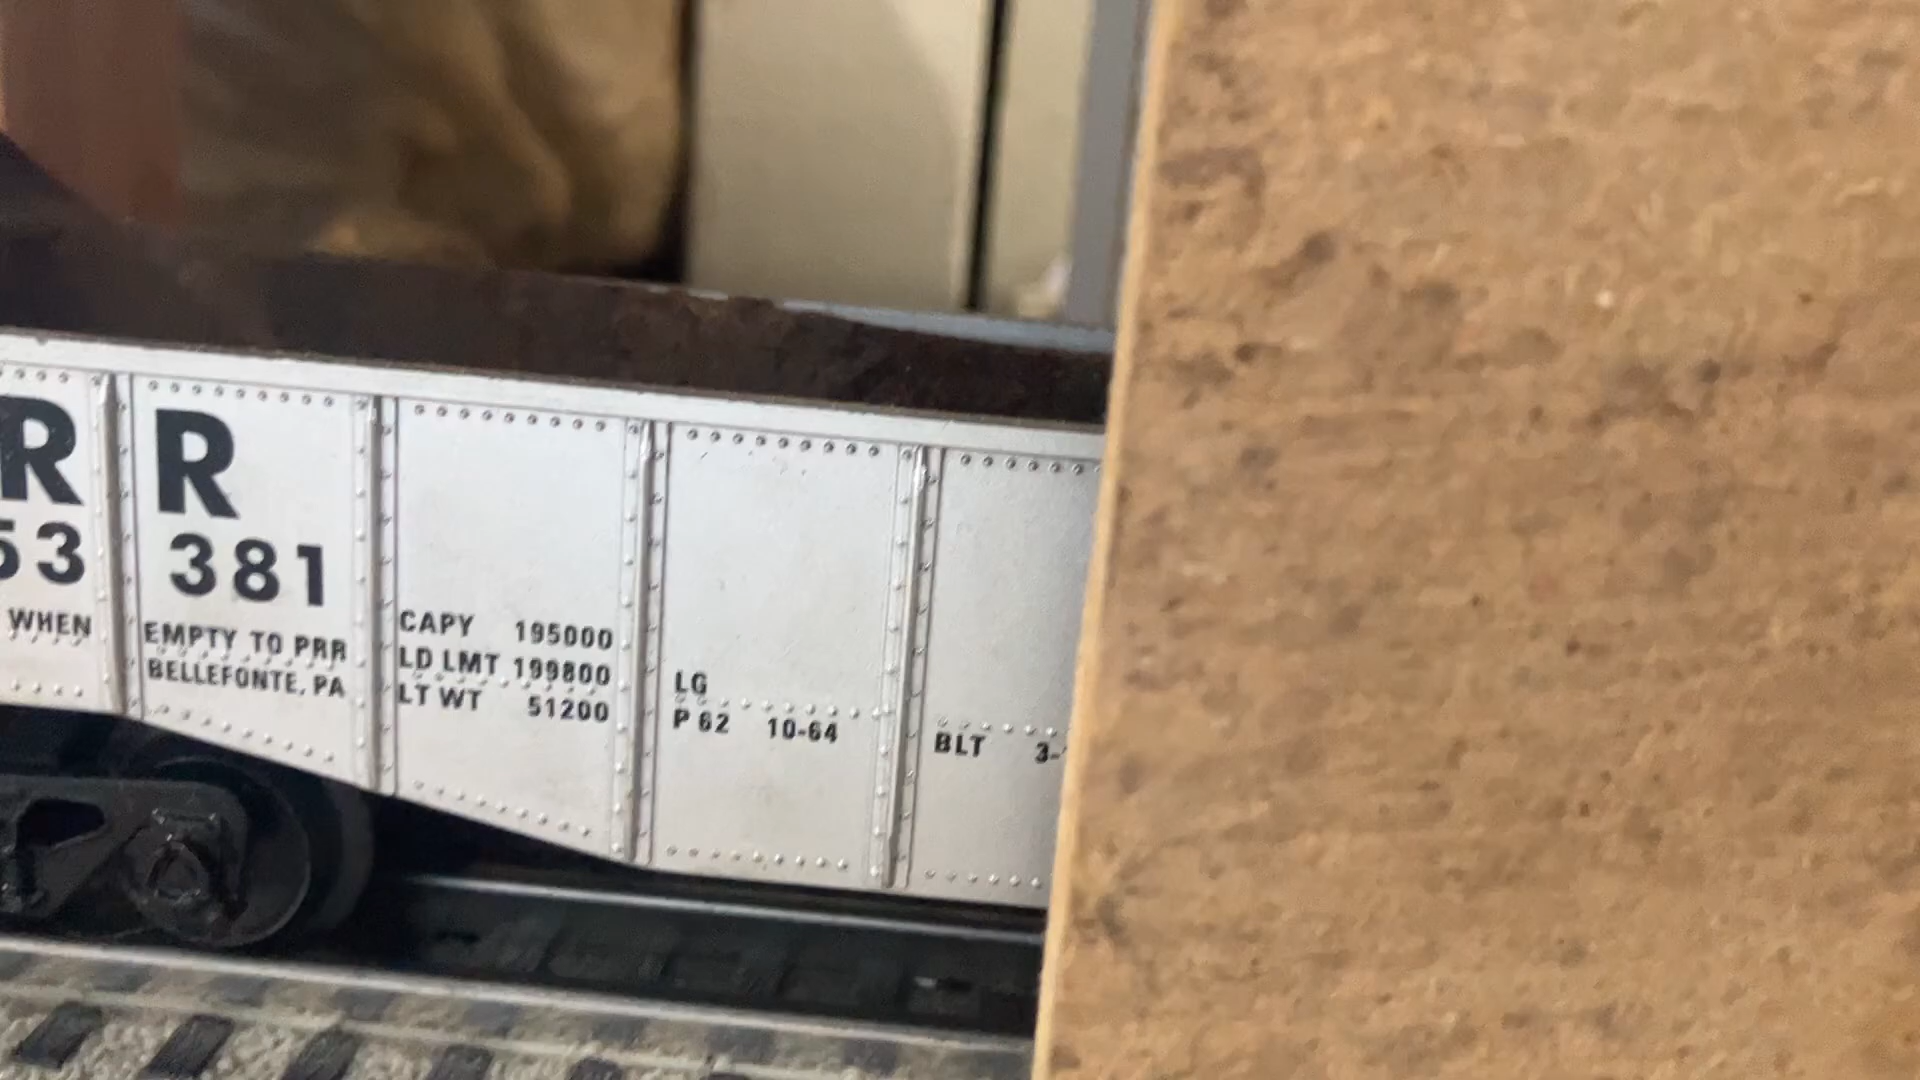 R R
53 381
WHEN EMPTY TO PRR
BELLEFONTE, PA
CAPY 195000
LD LMT 199800
LT WT 51200
LG
P 62 10-64
BLT 3-